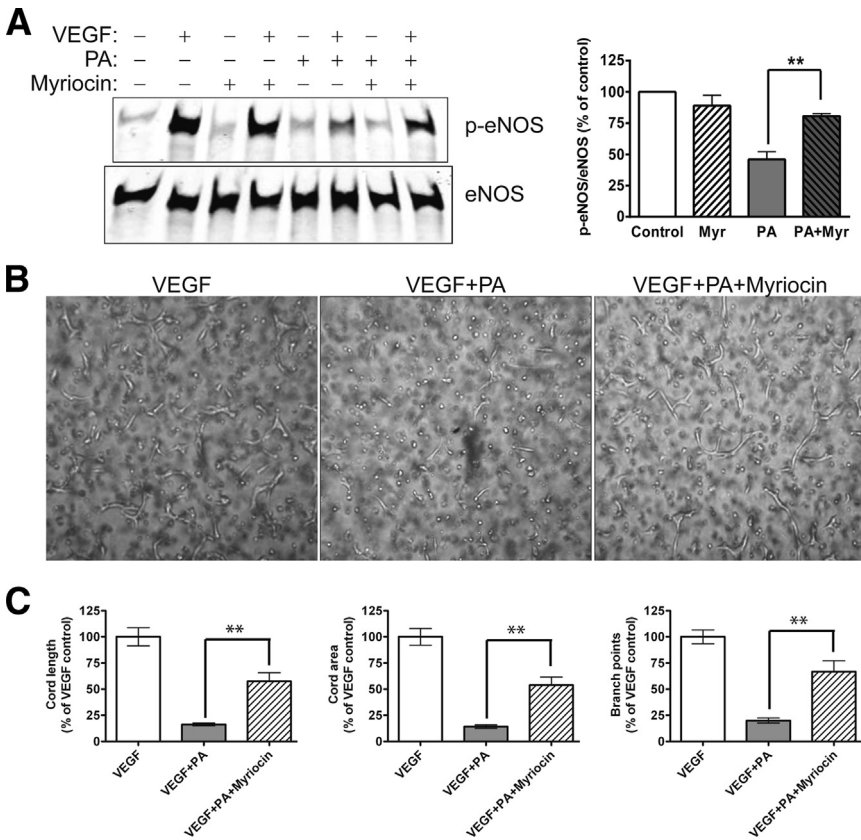 A
VEGF: – + – + – + – +
PA: – – – – + + + +
Myriocin: – – + + – – + +
p-eNOS
eNOS
p-eNOS/eNOS (% of control)
125
100
75
50
25
0
Control Myr PA PA+Myr
**
B
VEGF VEGF+PA VEGF+PA+Myriocin
C
Cord length
(% of VEGF control)
125
100
75
50
25
0
**
VEGF
VEGF+PA
VEGF+PA+Myriocin
Cord area
(% of VEGF control)
125
100
75
50
25
0
**
VEGF
VEGF+PA
VEGF+PA+Myriocin
Branch points
(% of VEGF control)
125
100
75
50
25
0
**
VEGF
VEGF+PA
VEGF+PA+Myriocin